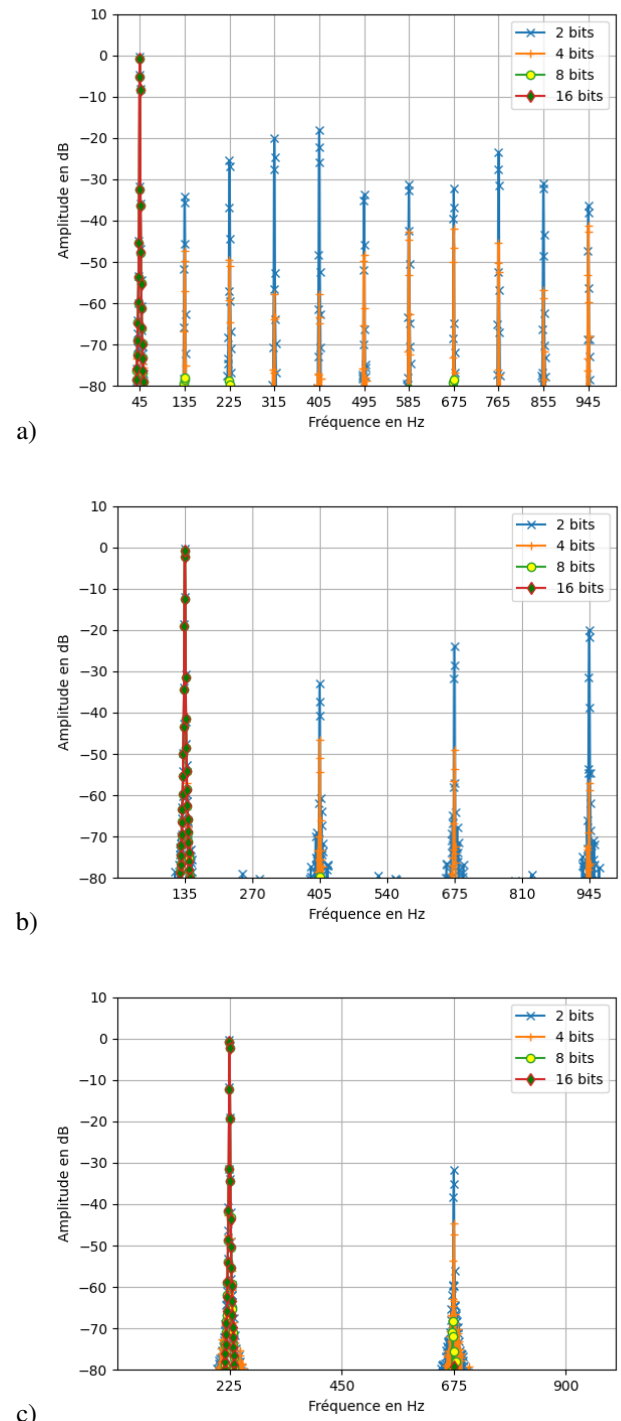 10
0
−10
−20
−30
−40
−50
−60
−70
−80
Amplitude en dB
2 bits
4 bits
8 bits
16 bits
45 135 225 315 405 495 585 675 765 855 945
Fréquence en Hz
a)
10
0
−10
−20
−30
−40
−50
−60
−70
−80
Amplitude en dB
2 bits
4 bits
8 bits
16 bits
135 270 405 540 675 810 945
Fréquence en Hz
b)
10
0
−10
−20
−30
−40
−50
−60
−70
−80
Amplitude en dB
2 bits
4 bits
8 bits
16 bits
225 450 675 900
Fréquence en Hz
c)